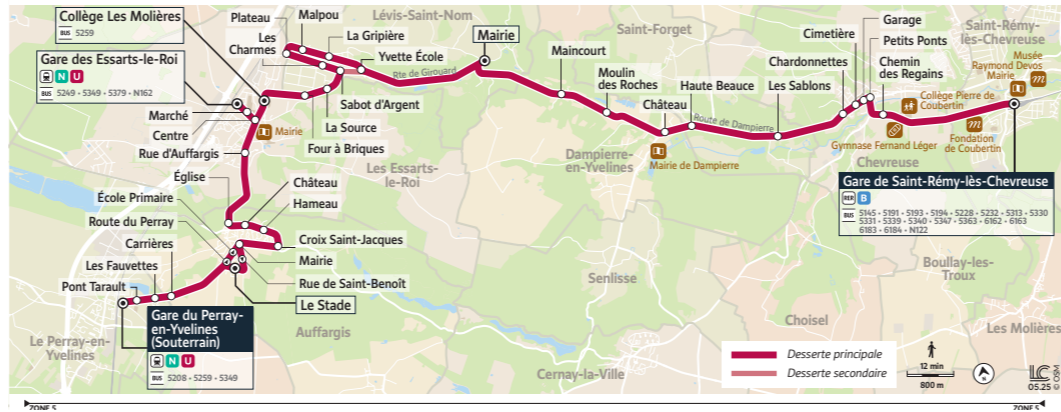 Collège Les Molières
BUS 5259
Gare des Essarts-le-Roi
N U
BUS 5249 • 5349 • 5379 • N162
Plateau
Malpou
Les
Charmes
La Gripière
Yvette École
Lévis-Saint-Nom
Mairie
Rte de Girouard
Saint-Forget
Maincourt
Moulin
des Roches
Château
Haute Beauce
Route de Dampierre
Les Sablons
Chardonnettes
Cimetière
Garage
Petits Ponts
Chemin
des Regains
Saint-Rémy-
lès-Chevreuse
Musée
Raymond Devos
Mairie
Collège Pierre de
Coubertin
Gymnase Fernand Léger
Fondation
de Coubertin
Chevreuse
Gare de Saint-Rémy-lès-Chevreuse
RER B
BUS 5145 • 5191 • 5193 • 5194 • 5228 • 5232 • 5313 • 5330
5331 • 5339 • 5340 • 5347 • 5363 • 6162 • 6163
6183 • 6184 • N122
Marché
Mairie
Centre
Rue d'Auffargis
Sabot d'Argent
La Source
Four à Briques
Les Essarts-
le-Roi
Dampierre-
en-Yvelines
Mairie de Dampierre
Église
École Primaire
Route du Perray
Carrières
Les Fauvettes
Pont Tarault
Château
Hameau
Croix Saint-Jacques
Mairie
Rue de Saint-Benoît
Le Stade
Gare du Perray-
en-Yvelines
(Souterrain)
N U
BUS 5208 • 5259 • 5349
Le Perray-en-
Yvelines
Auffargis
Senlisse
Cernay-la-Ville
Choisel
Boullay-les-
Troux
Les Molières
Desserte principale
Desserte secondaire
12 min
800 m
N
LC
05.25
© OSM
ZONE 5
ZONE 5